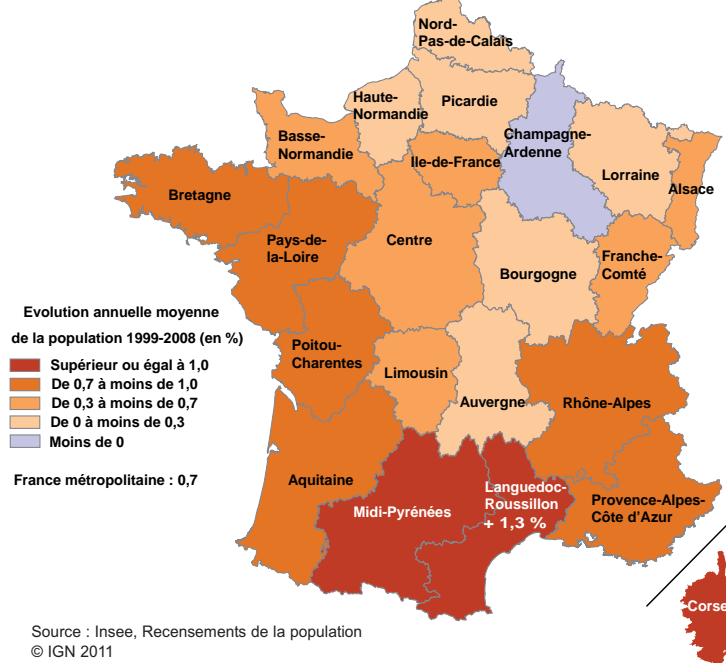 Nord-
Pas-de-Calais
Haute-
Normandie
Picardie
Basse-
Normandie
Ile-de-France
Champagne-
Ardenne
Lorraine
Alsace
Bretagne
Pays-de-
la-Loire
Centre
Bourgogne
Franche-
Comté
Evolution annuelle moyenne
de la population 1999-2008 (en %)
Supérieur ou égal à 1,0
De 0,7 à moins de 1,0
De 0,3 à moins de 0,7
De 0 à moins de 0,3
Moins de 0
France métropolitaine : 0,7
Poitou-
Charentes
Limousin
Auvergne
Rhône-Alpes
Aquitaine
Midi-Pyrénées
Languedoc-
Roussillon
+ 1,3 %
Provence-Alpes-
Côte d'Azur
Corse
Source : Insee, Recensements de la population
© IGN 2011